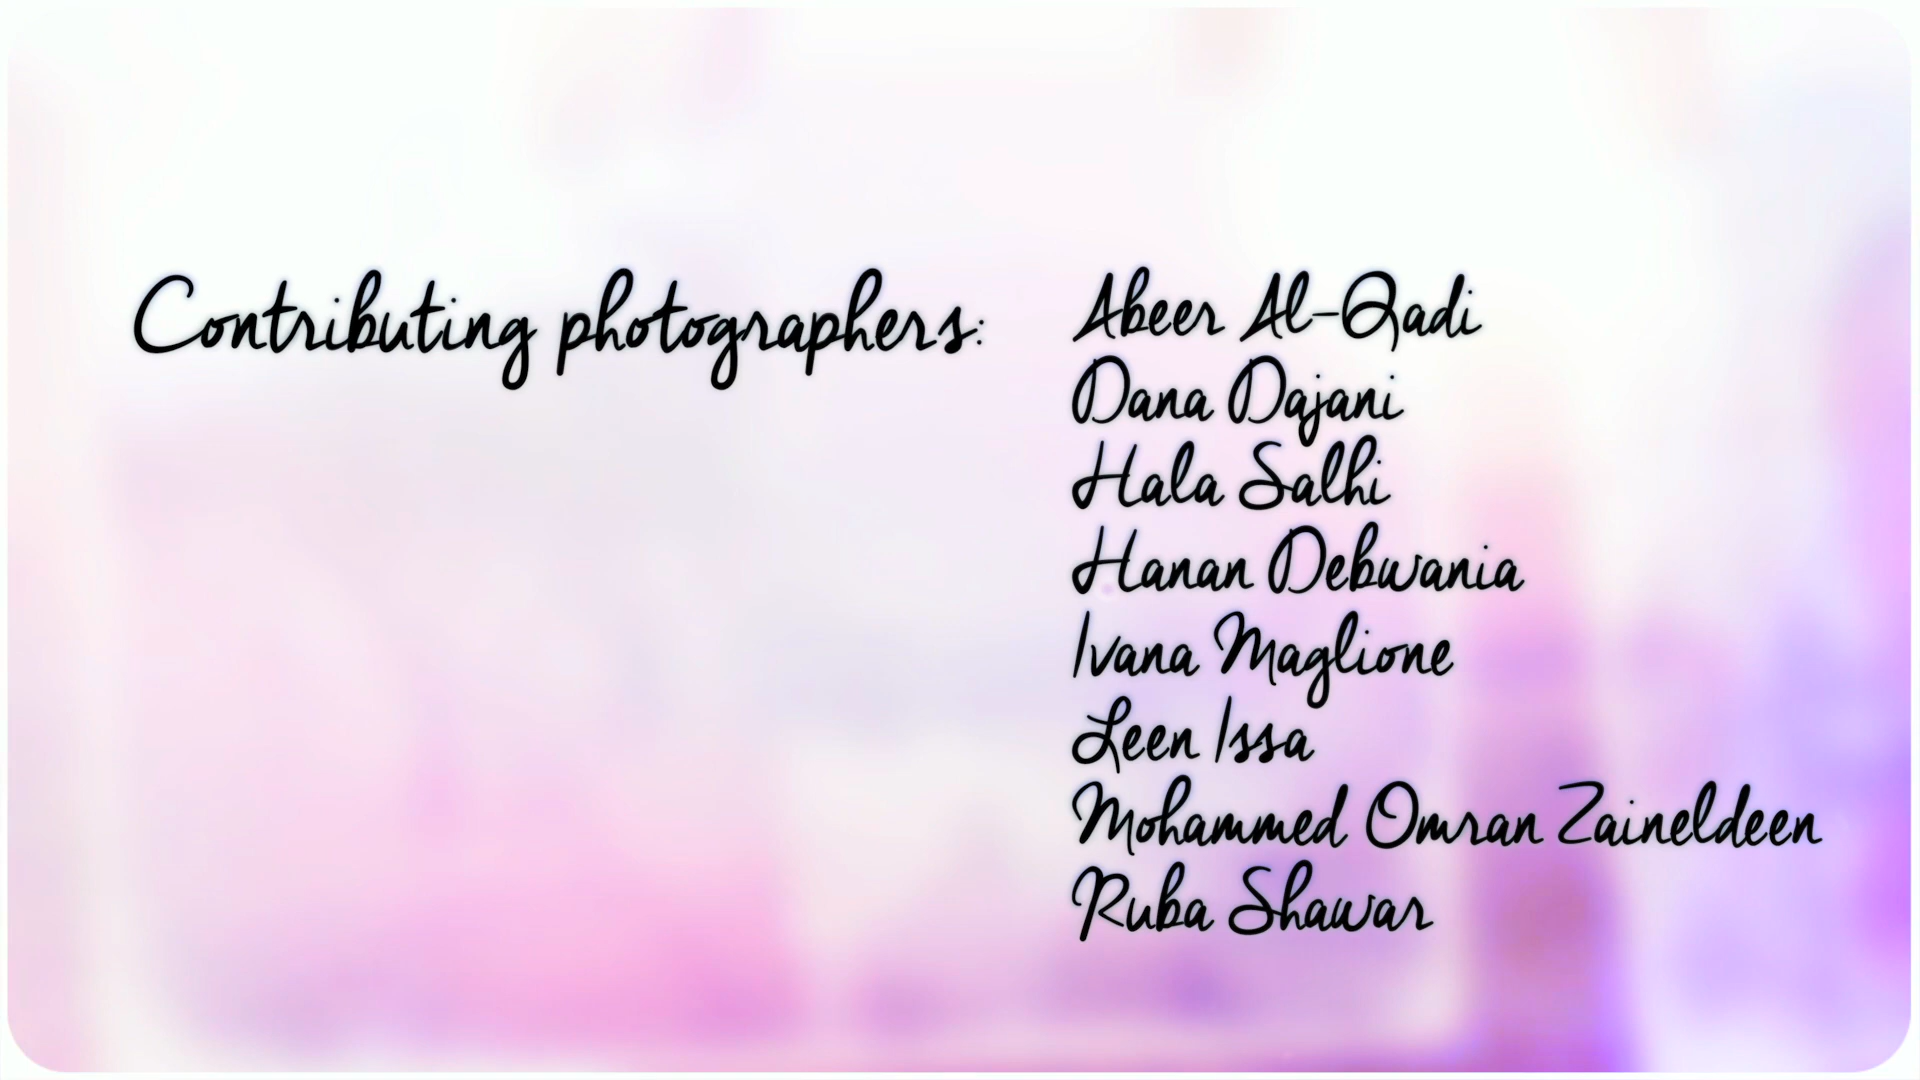 Contributing photographers:
Abeer Al-Qadi
Dana Dajani
Hala Salhi
Hanan Debwania
Ivana Maglione
Leen Issa
Mohammed Omran Zaineldeen
Ruba Shawar